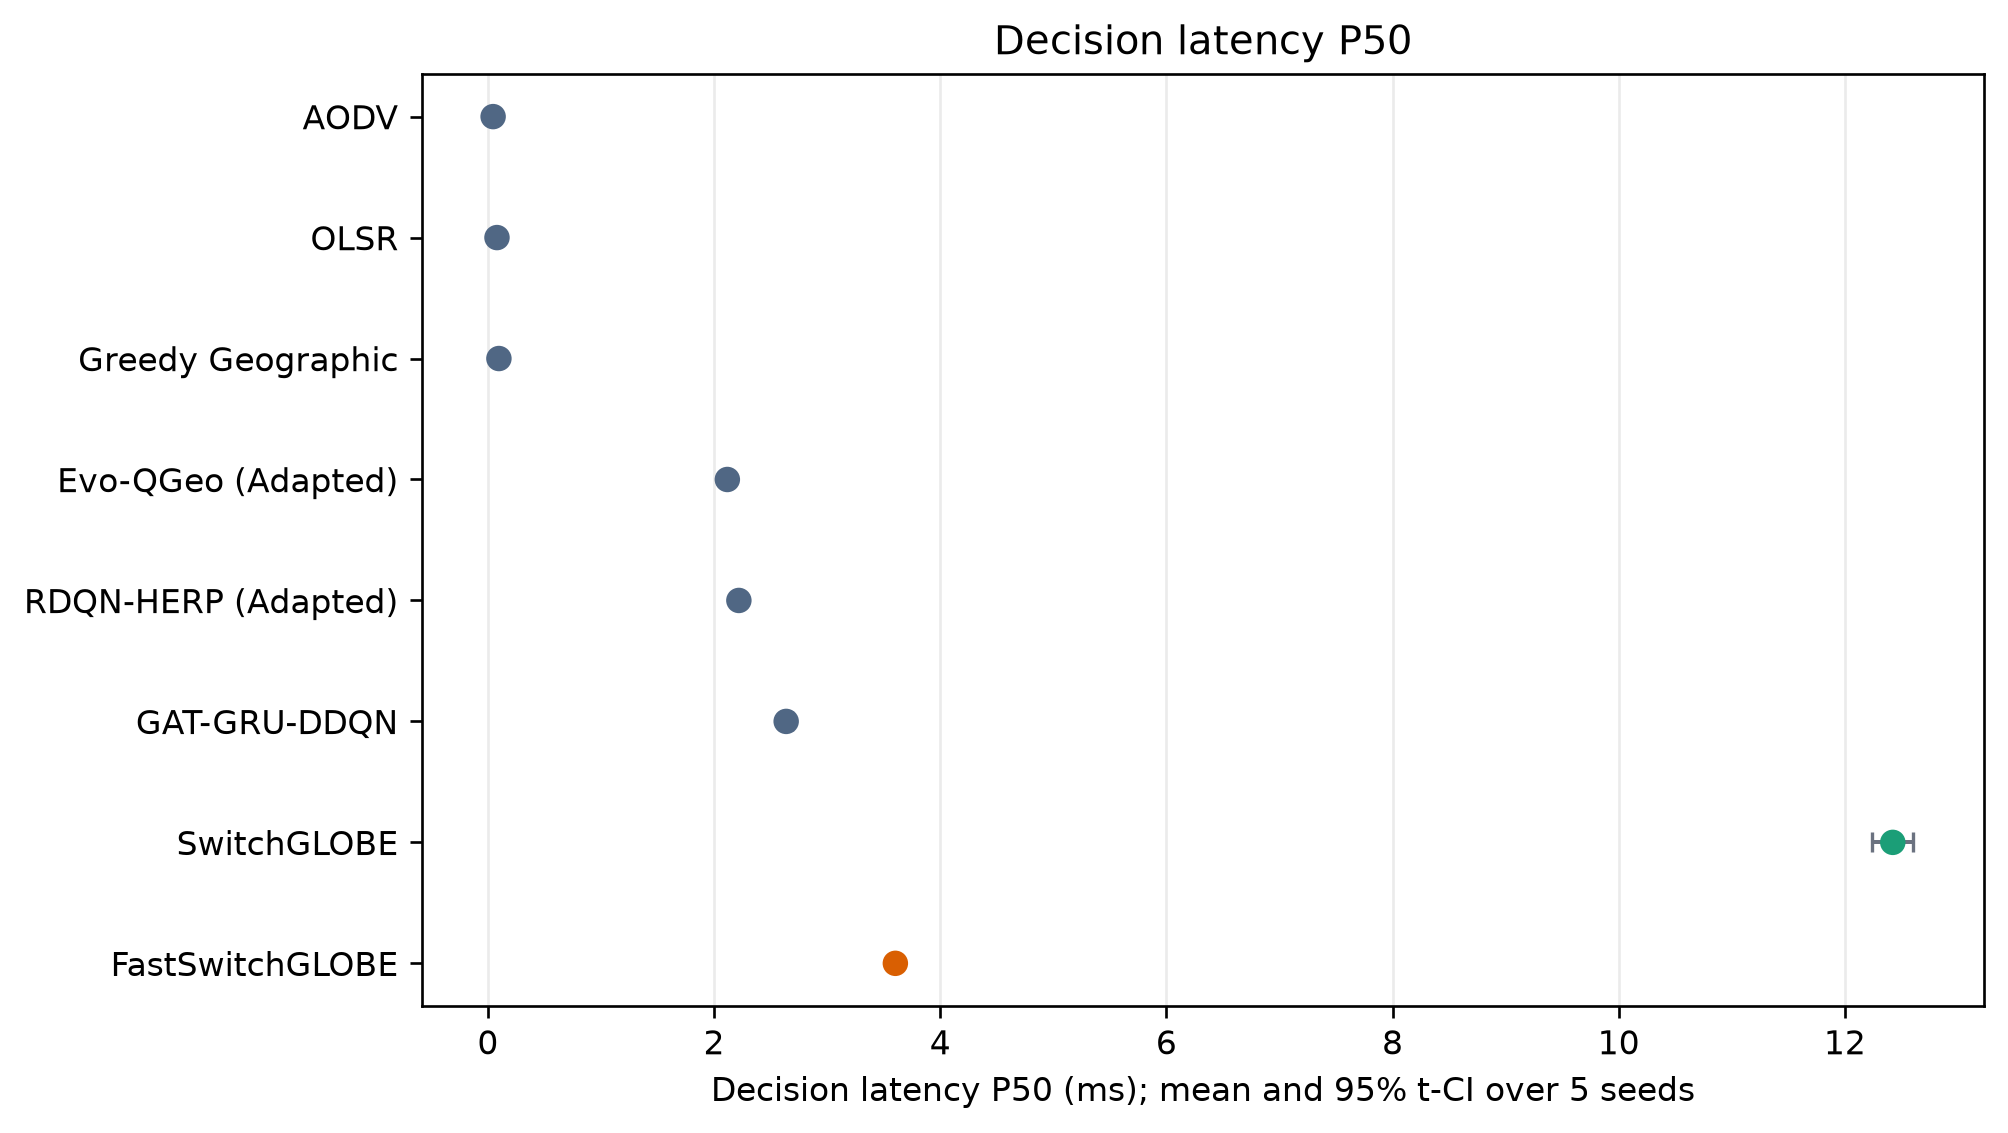 Decision latency P50
AODV
OLSR
Greedy Geographic
Evo-QGeo (Adapted)
RDQN-HERP (Adapted)
GAT-GRU-DDQN
SwitchGLOBE
FastSwitchGLOBE
0 2 4 6 8 10 12
Decision latency P50 (ms); mean and 95% t-CI over 5 seeds